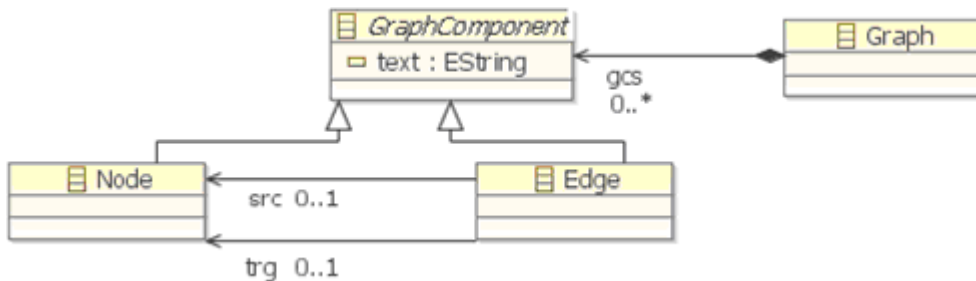 GraphComponent
Graph
text : EString
gcs
0..*
Node
Edge
src 0..1
trg 0..1